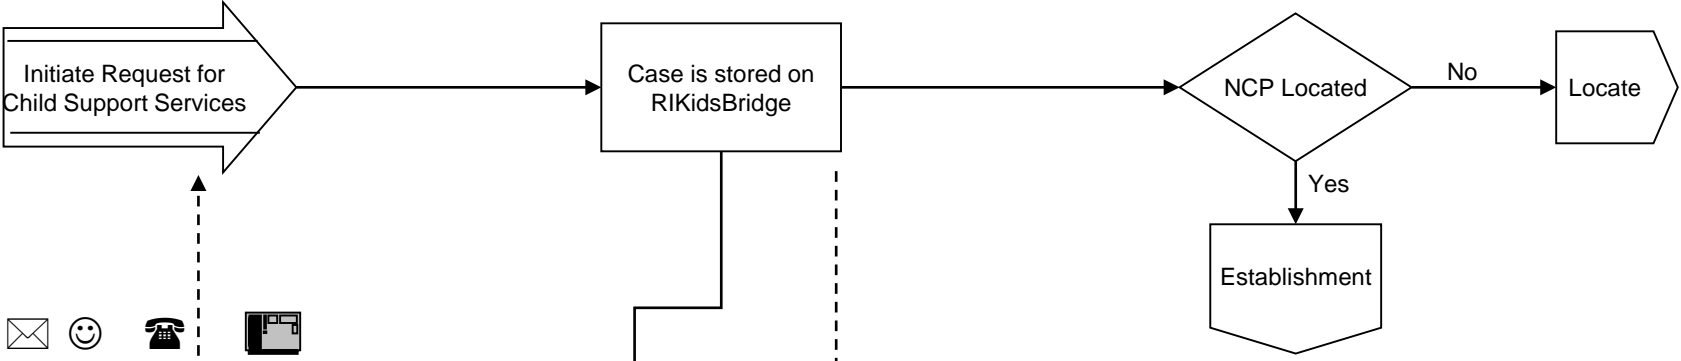 Initiate Request for
Child Support Services
Case is stored on
RIKidsBridge
NCP Located
No
Locate
Yes
Establishment